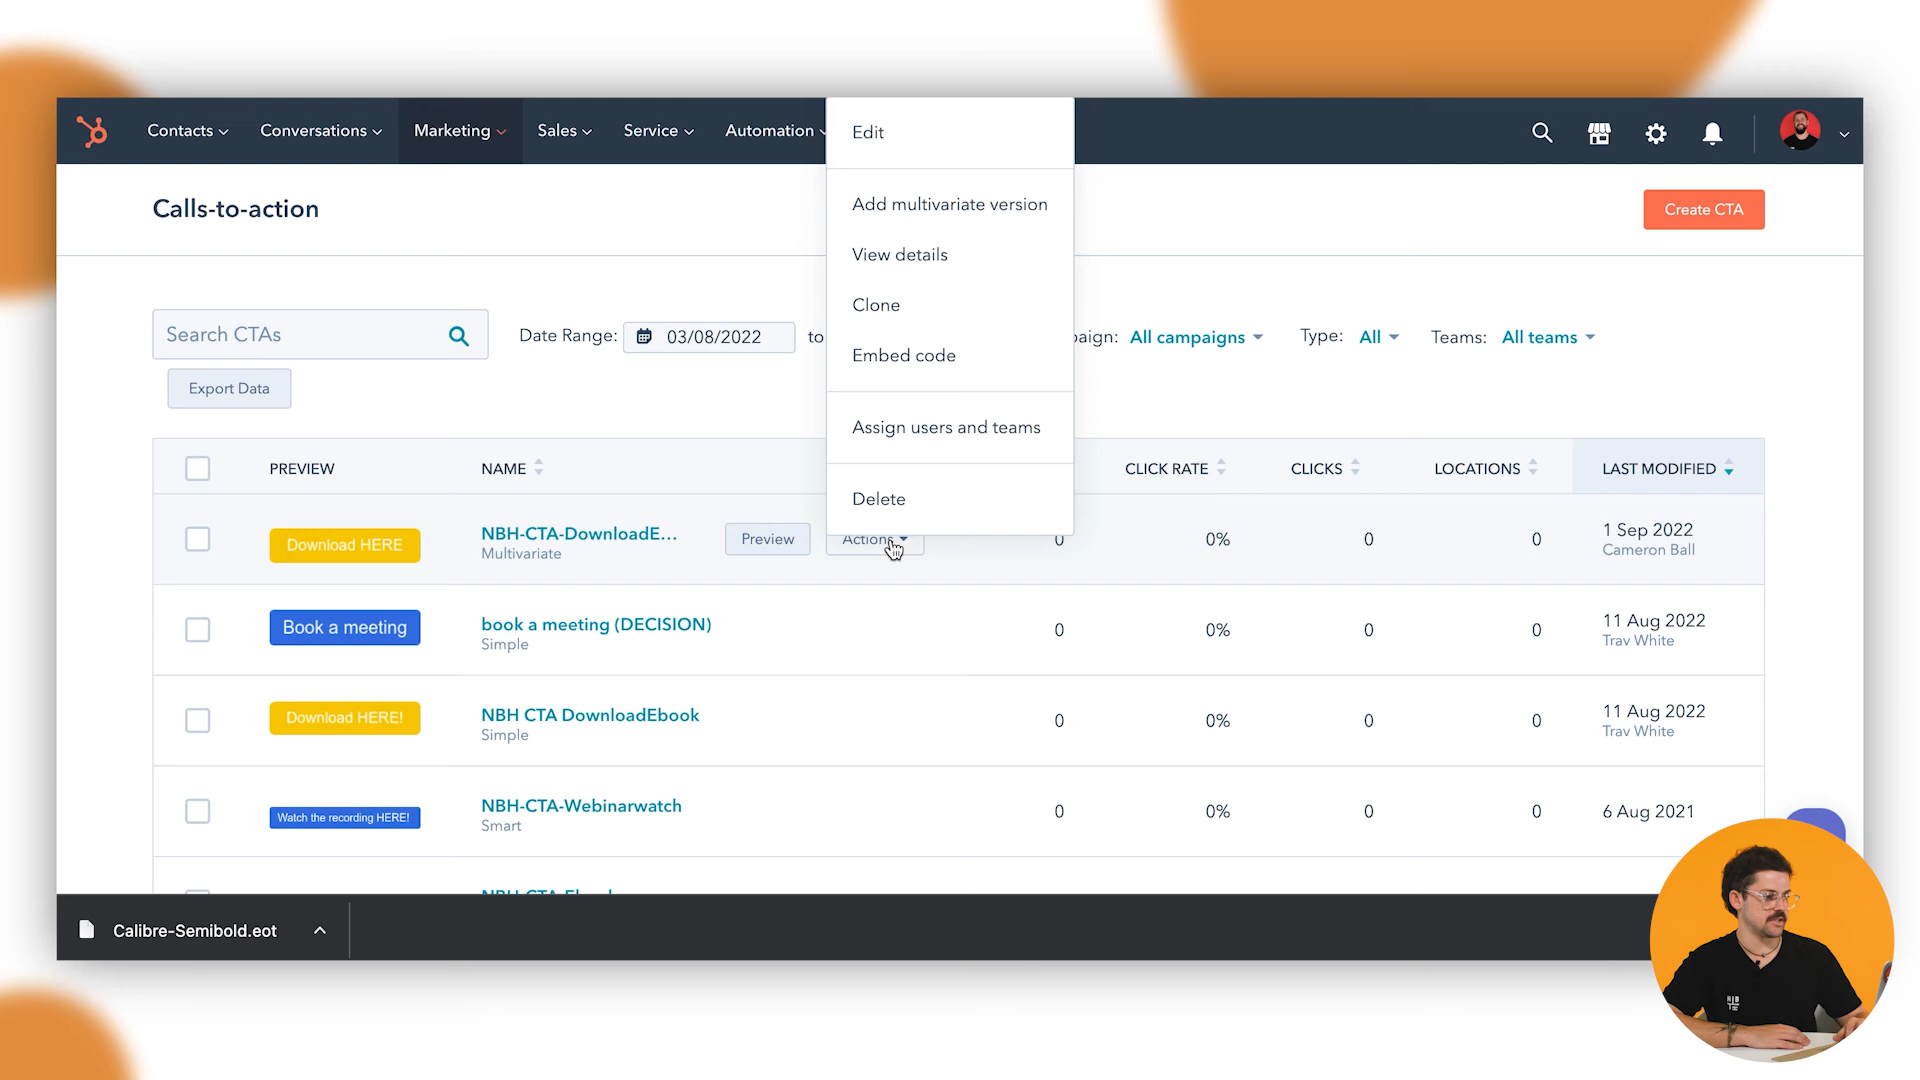 Contacts
Conversations
Marketing
Sales
Service
Automation
Edit
Add multivariate version
View details
Clone
Embed code
Assign users and teams
Delete
Calls-to-action
Create CTA
Search CTAs
Date Range:
03/08/2022
to
aign:
All campaigns
Type:
All
Teams:
All teams
Export Data
PREVIEW
NAME
CLICK RATE
CLICKS
LOCATIONS
LAST MODIFIED
Download HERE
NBH-CTA-DownloadE...
Multivariate
Preview
Actions
0
0%
0
0
1 Sep 2022
Cameron Ball
Book a meeting
book a meeting (DECISION)
Simple
0
0%
0
0
11 Aug 2022
Trav White
Download HERE!
NBH CTA DownloadEbook
Simple
0
0%
0
0
11 Aug 2022
Trav White
Watch the recording HERE!
NBH-CTA-Webinarwatch
Smart
0
0%
0
0
6 Aug 2021
Calibre-Semibold.eot